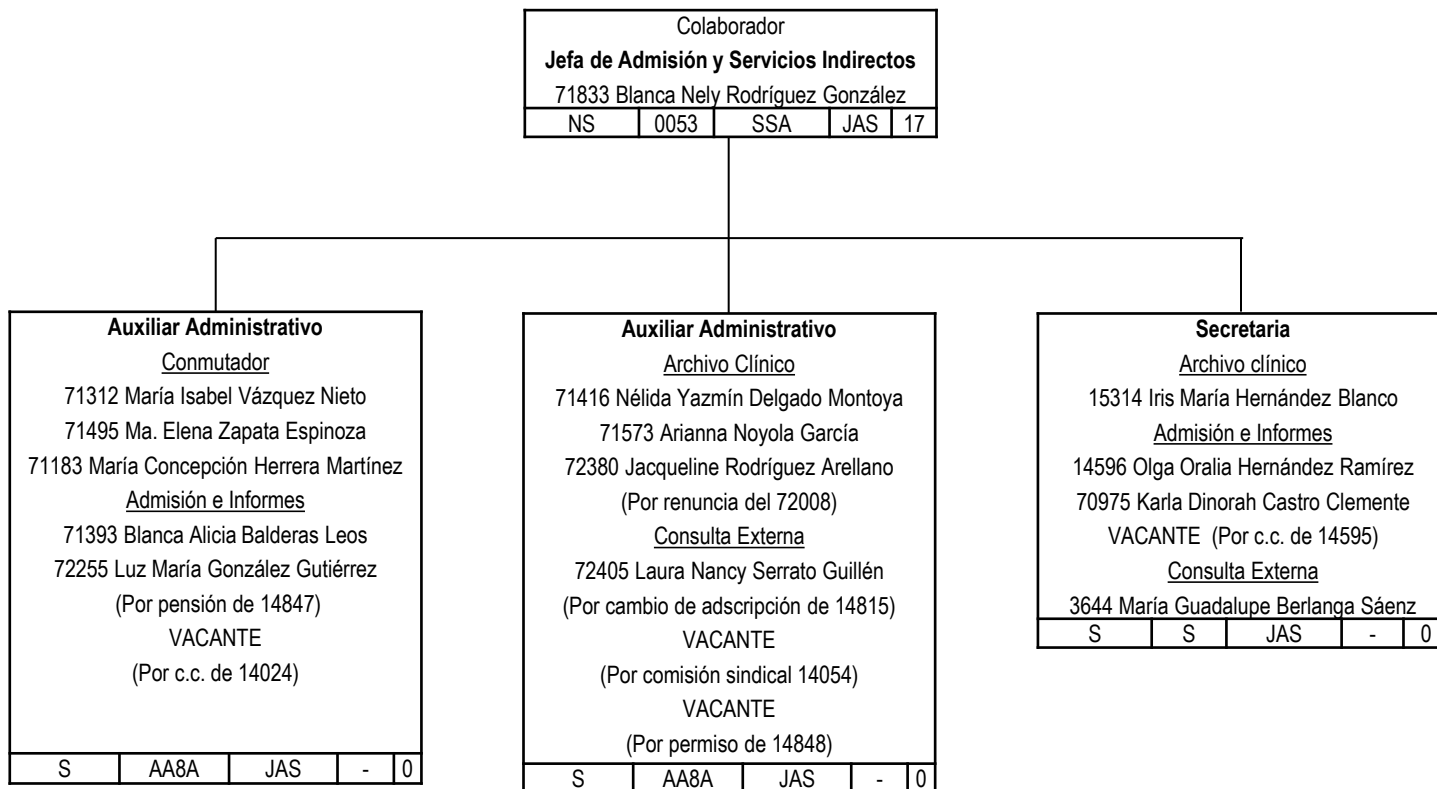 Colaborador
Jefa de Admisión y Servicios Indirectos
71833 Blanca Nely Rodríguez González
NS 0053 SSA JAS 17
Auxiliar Administrativo
Conmutador
71312 María Isabel Vázquez Nieto
71495 Ma. Elena Zapata Espinoza
71183 María Concepción Herrera Martínez
Admisión e Informes
71393 Blanca Alicia Balderas Leos
72255 Luz María González Gutiérrez
(Por pensión de 14847)
VACANTE
(Por c.c. de 14024)
S AA8A JAS - 0
Auxiliar Administrativo
Archivo Clínico
71416 Nélida Yazmín Delgado Montoya
71573 Arianna Noyola García
72380 Jacqueline Rodríguez Arellano
(Por renuncia del 72008)
Consulta Externa
72405 Laura Nancy Serrato Guillén
(Por cambio de adscripción de 14815)
VACANTE
(Por comisión sindical 14054)
VACANTE
(Por permiso de 14848)
S AA8A JAS - 0
Secretaria
Archivo clínico
15314 Iris María Hernández Blanco
Admisión e Informes
14596 Olga Oralia Hernández Ramírez
70975 Karla Dinorah Castro Clemente
VACANTE (Por c.c. de 14595)
Consulta Externa
3644 María Guadalupe Berlanga Sáenz
S S JAS - 0